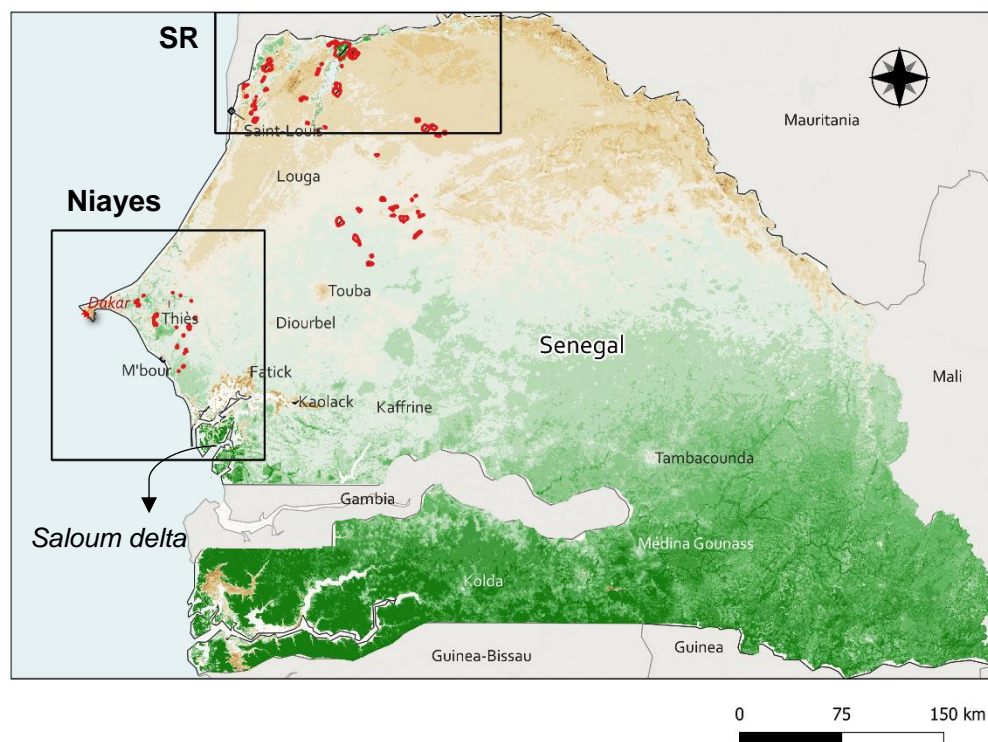 SR
Mauritania
Saint-Louis
Louga
Niayes
Touba
Dakar
Thiès
Diourbel
Senegal
M'bour
Fatick
Mali
Kaolack
Kaffrine
Tambacounda
Gambia
Saloum delta
Médina Gounass
Kolda
Guinea-Bissau
Guinea
0 75 150 km